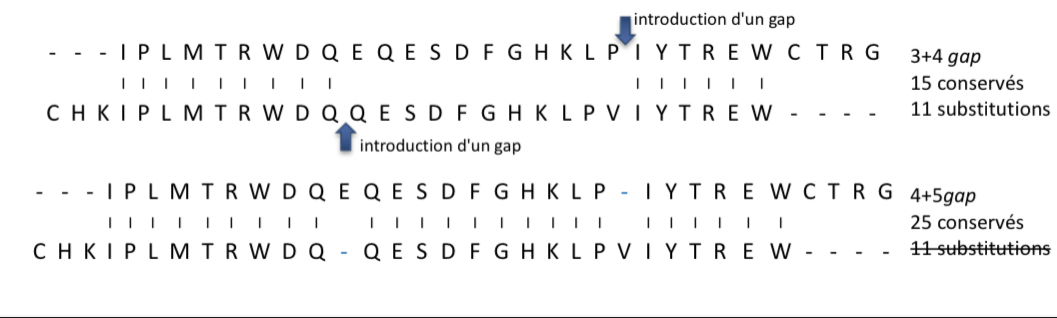 introduction d'un gap
- - - I P L M T R W D Q E Q E S D F G H K L P I Y T R E W C T R G 3+4 gap
| | | | | | | | | | | | | | | 15 conservés
C H K I P L M T R W D Q Q E S D F G H K L P V I Y T R E W - - - - 11 substitutions
introduction d'un gap
- - - I P L M T R W D Q E Q E S D F G H K L P - I Y T R E W C T R G 4+5gap
| | | | | | | | | | | | | | | | | | | | | | | | | 25 conservés
C H K I P L M T R W D Q - Q E S D F G H K L P V I Y T R E W - - - - 11 substitutions